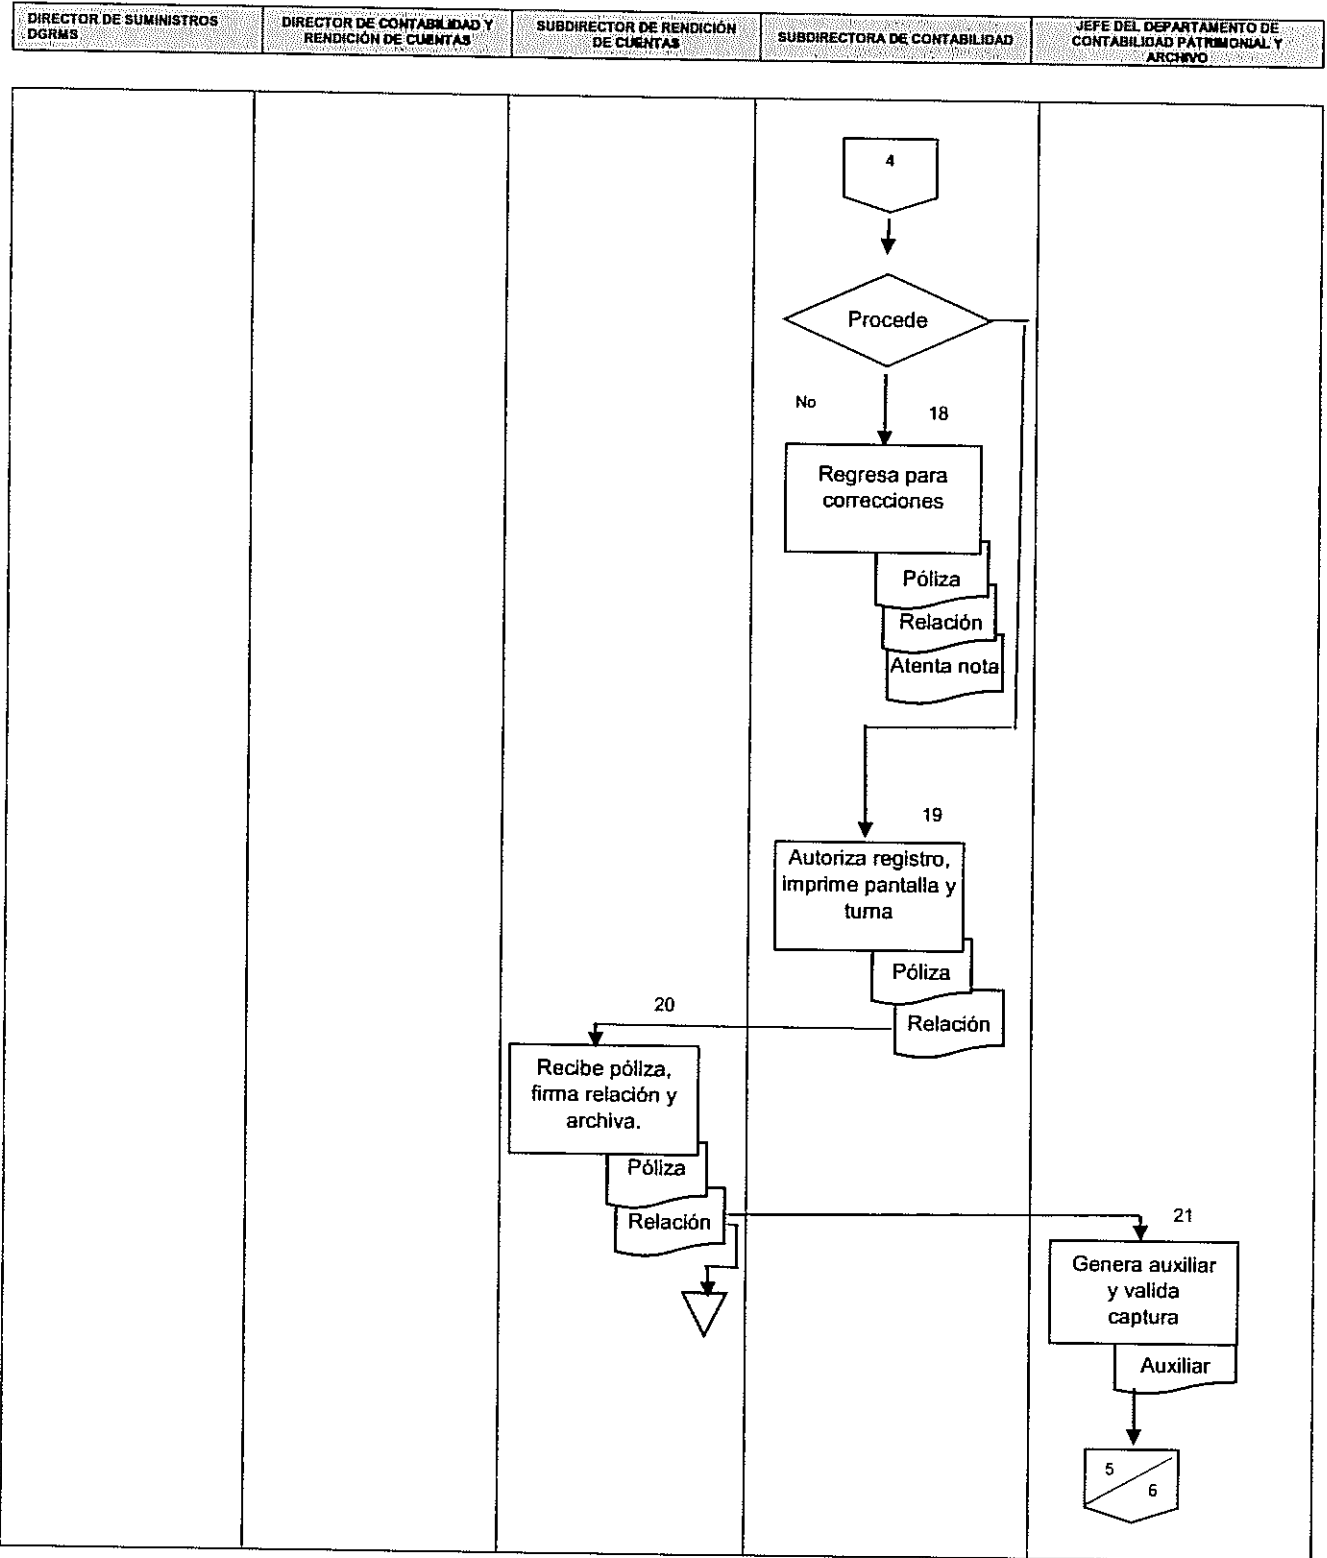 DIRECTOR DE SUMINISTROS
DGRMS
DIRECTOR DE CONTABILIDAD Y
RENDICIÓN DE CUENTAS
SUBDIRECTOR DE RENDICIÓN
DE CUENTAS
SUBDIRECTORA DE CONTABILIDAD
JEFE DEL DEPARTAMENTO DE
CONTABILIDAD PATRIMONIAL Y
ARCHIVO
4
Procede
No
18
Regresa para
correcciones
Póliza
Relación
Atenta nota
19
Autoriza registro,
imprime pantalla y
turna
Póliza
Relación
20
Recibe póliza,
firma relación y
archiva.
Póliza
Relación
21
Genera auxiliar
y valida
captura
Auxiliar
5
6